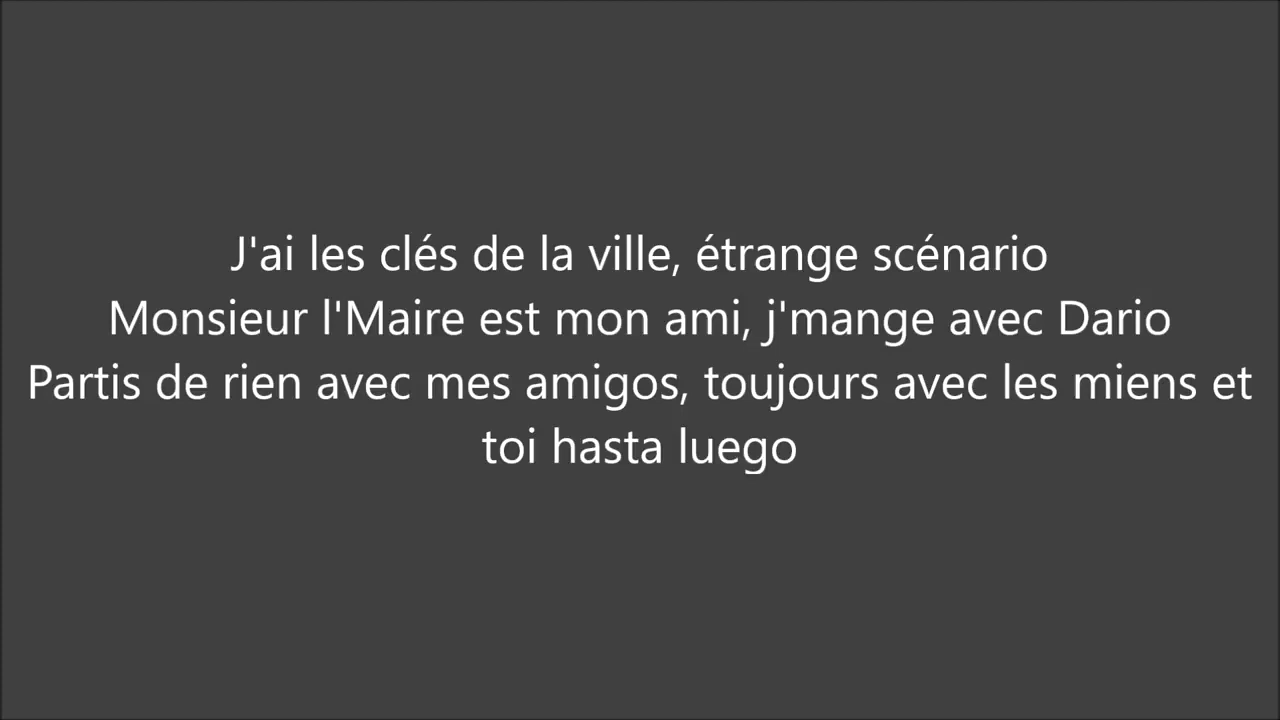 J'ai les clés de la ville, étrange scénario
Monsieur l'Maire est mon ami, j'mange avec Dario
Partis de rien avec mes amigos, toujours avec les miens et
toi hasta luego